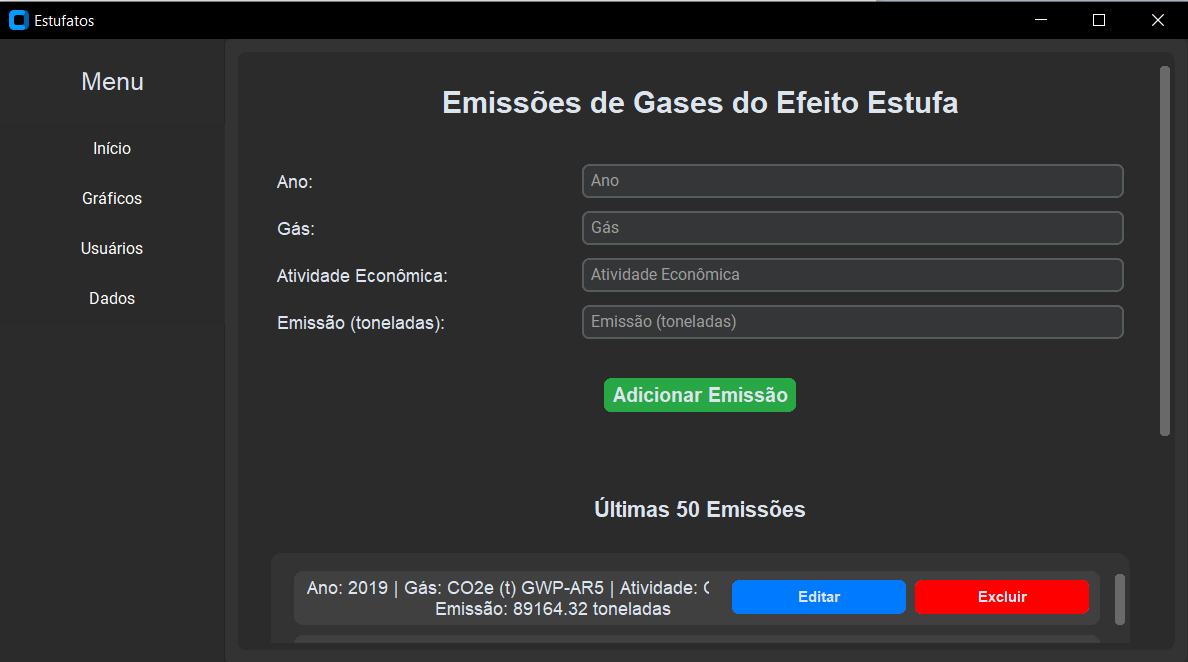 Estufatos
Menu
Início
Gráficos
Usuários
Dados
Emissões de Gases do Efeito Estufa
Ano: Ano
Gás: Gás
Atividade Econômica: Atividade Econômica
Emissão (toneladas): Emissão (toneladas)
Adicionar Emissão
Últimas 50 Emissões
Ano: 2019 | Gás: CO2e (t) GWP-AR5 | Atividade:
Emissão: 89164.32 toneladas
Editar
Excluir